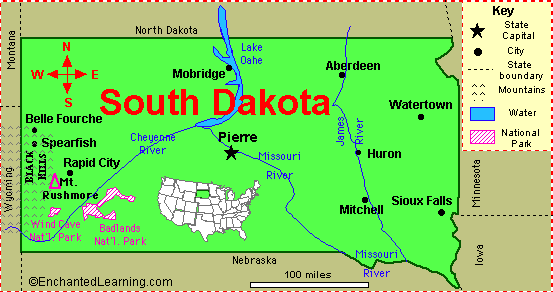 North Dakota
Montana
N
W E
S
Mobridge
Lake
Oahe
Aberdeen
South Dakota
Watertown
Belle Fourche
Spearfish
Cheyenne
River
Pierre
James
River
Huron
Black
Hills
Rapid City
Mt.
Rushmore
Missouri
River
Mitchell
Sioux Falls
Wyoming
Wind Cave
Nat'l. Park
Badlands
Nat'l. Park
Minnesota
Iowa
Nebraska
Missouri
River
100 miles
©EnchantedLearning.com
Key
State
Capital
City
State
boundary
Mountains
Water
National
Park